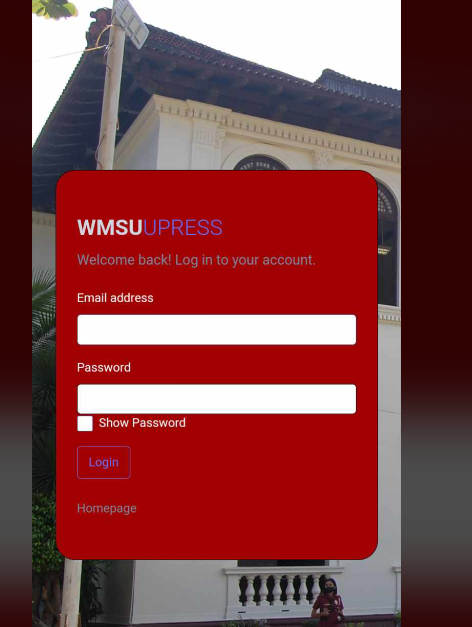 WMSUUPRESS
Welcome back! Log in to your account.
Email address
Password
Show Password
Login
Homepage